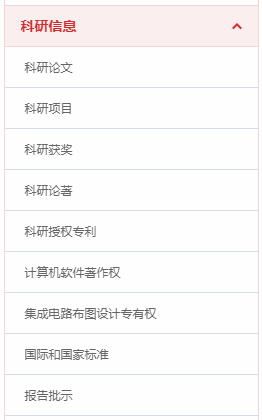 科研信息
科研论文
科研项目
科研获奖
科研论著
科研授权专利
计算机软件著作权
集成电路布图设计专有权
国际和国家标准
报告批示